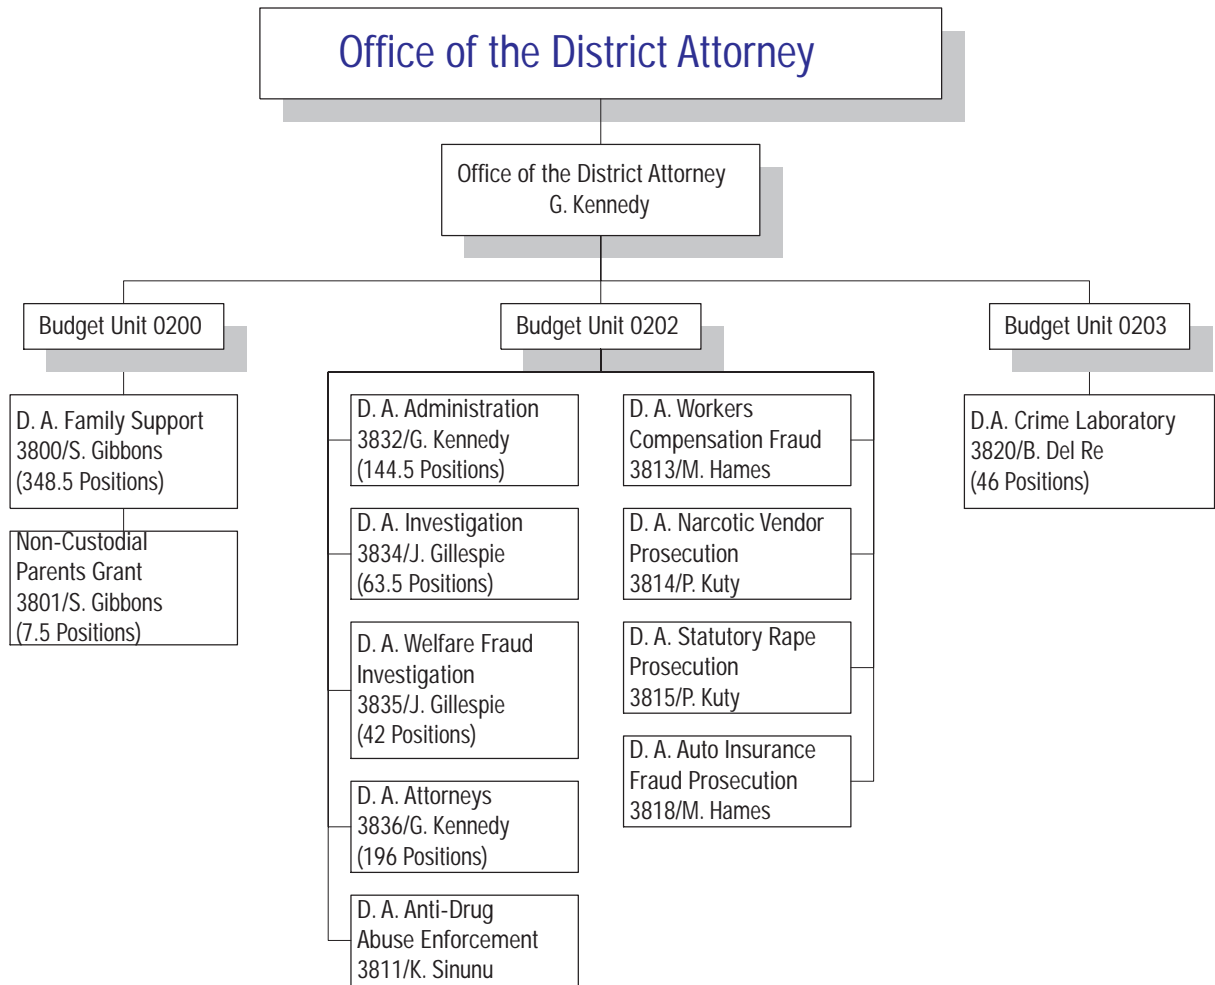 Office of the District Attorney
Office of the District Attorney
G. Kennedy
Budget Unit 0200
D. A. Family Support
3800/S. Gibbons
(348.5 Positions)
Non-Custodial
Parents Grant
3801/S. Gibbons
(7.5 Positions)
Budget Unit 0202
D. A. Administration
3832/G. Kennedy
(144.5 Positions)
D. A. Investigation
3834/J. Gillespie
(63.5 Positions)
D. A. Welfare Fraud
Investigation
3835/J. Gillespie
(42 Positions)
D. A. Attorneys
3836/G. Kennedy
(196 Positions)
D. A. Anti-Drug
Abuse Enforcement
3811/K. Sinunu
D. A. Workers
Compensation Fraud
3813/M. Hames
D. A. Narcotic Vendor
Prosecution
3814/P. Kuty
D. A. Statutory Rape
Prosecution
3815/P. Kuty
D. A. Auto Insurance
Fraud Prosecution
3818/M. Hames
Budget Unit 0203
D.A. Crime Laboratory
3820/B. Del Re
(46 Positions)